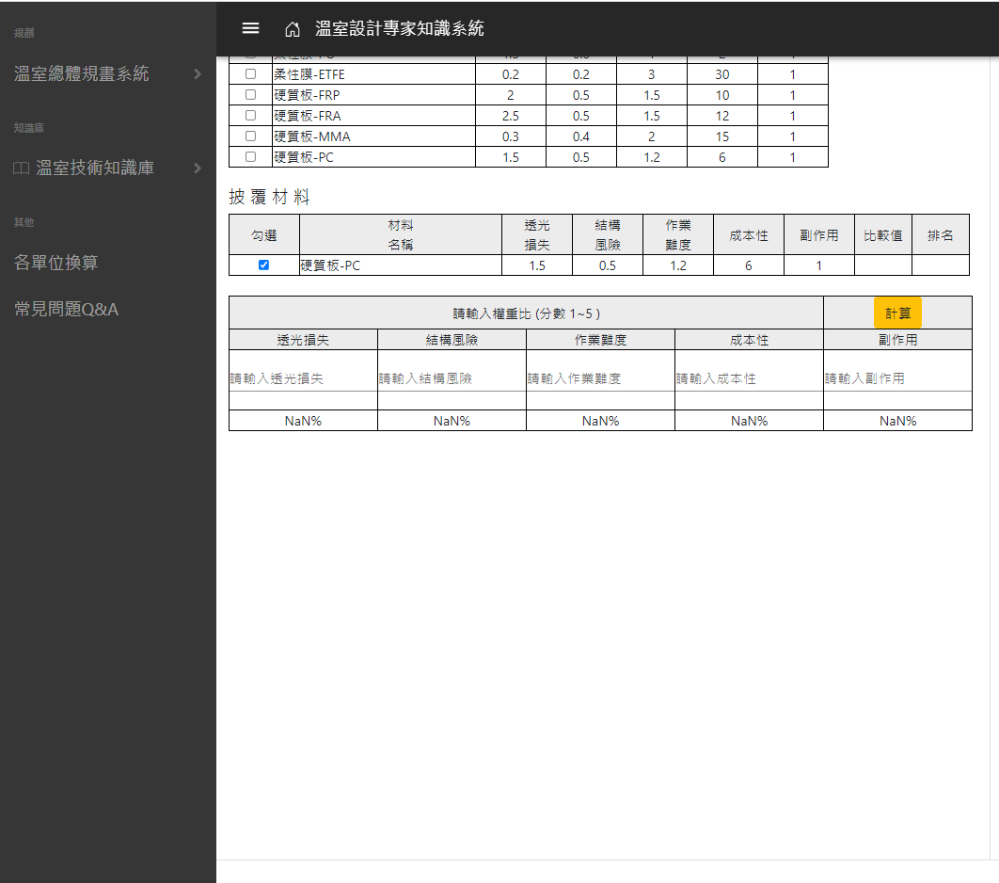 規劃
溫室總體規畫系統
知識庫
溫室技術知識庫
其他
各單位換算
常見問題Q&A
溫室設計專家知識系統
柔性膜-ETFE 0.2 0.2 3 30 1
硬質板-FRP 2 0.5 1.5 10 1
硬質板-FRA 2.5 0.5 1.5 12 1
硬質板-MMA 0.3 0.4 2 15 1
硬質板-PC 1.5 0.5 1.2 6 1
披覆材料
勾選 材料名稱 透光損失 結構風險 作業難度 成本性 副作用 比較值 排名
硬質板-PC 1.5 0.5 1.2 6 1
請輸入權重比 (分數 1~5 ) 計算
透光損失 結構風險 作業難度 成本性 副作用
請輸入透光損失 請輸入結構風險 請輸入作業難度 請輸入成本性 請輸入副作用
NaN% NaN% NaN% NaN% NaN%